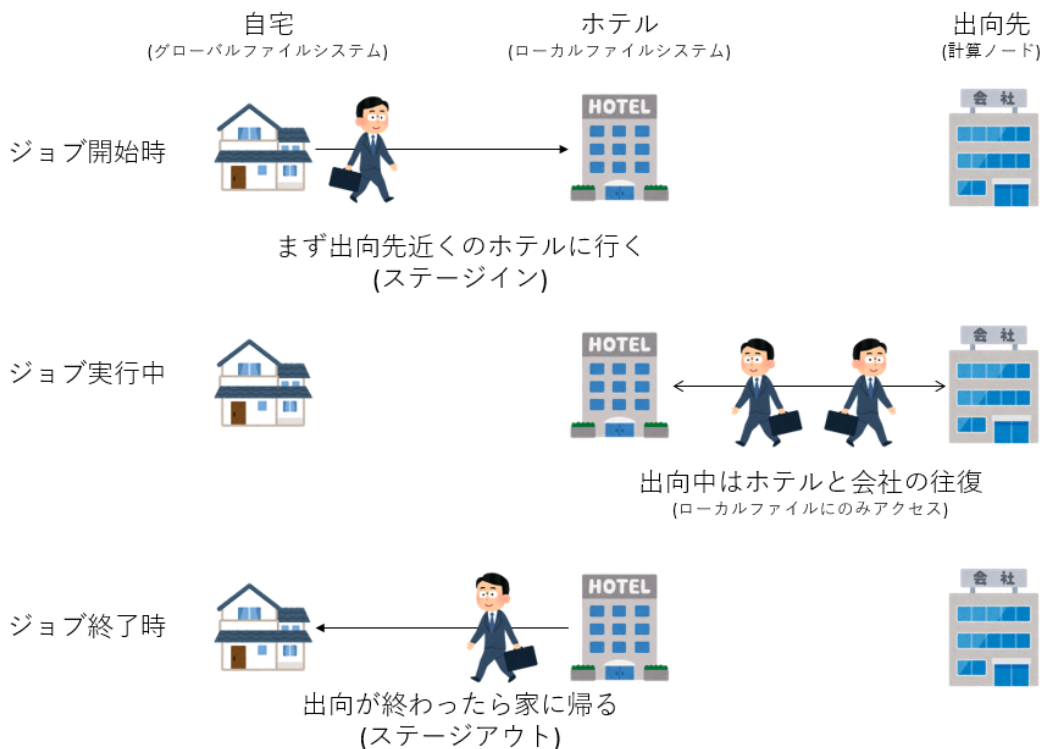 自宅
(グローバルファイルシステム)
ホテル
(ローカルファイルシステム)
出向先
(計算ノード)
ジョブ開始時
HOTEL
会社
まず出向先近くのホテルに行く
(ステージイン)
ジョブ実行中
HOTEL
会社
出向中はホテルと会社の往復
(ローカルファイルにのみアクセス)
ジョブ終了時
HOTEL
会社
出向が終わったら家に帰る
(ステージアウト)